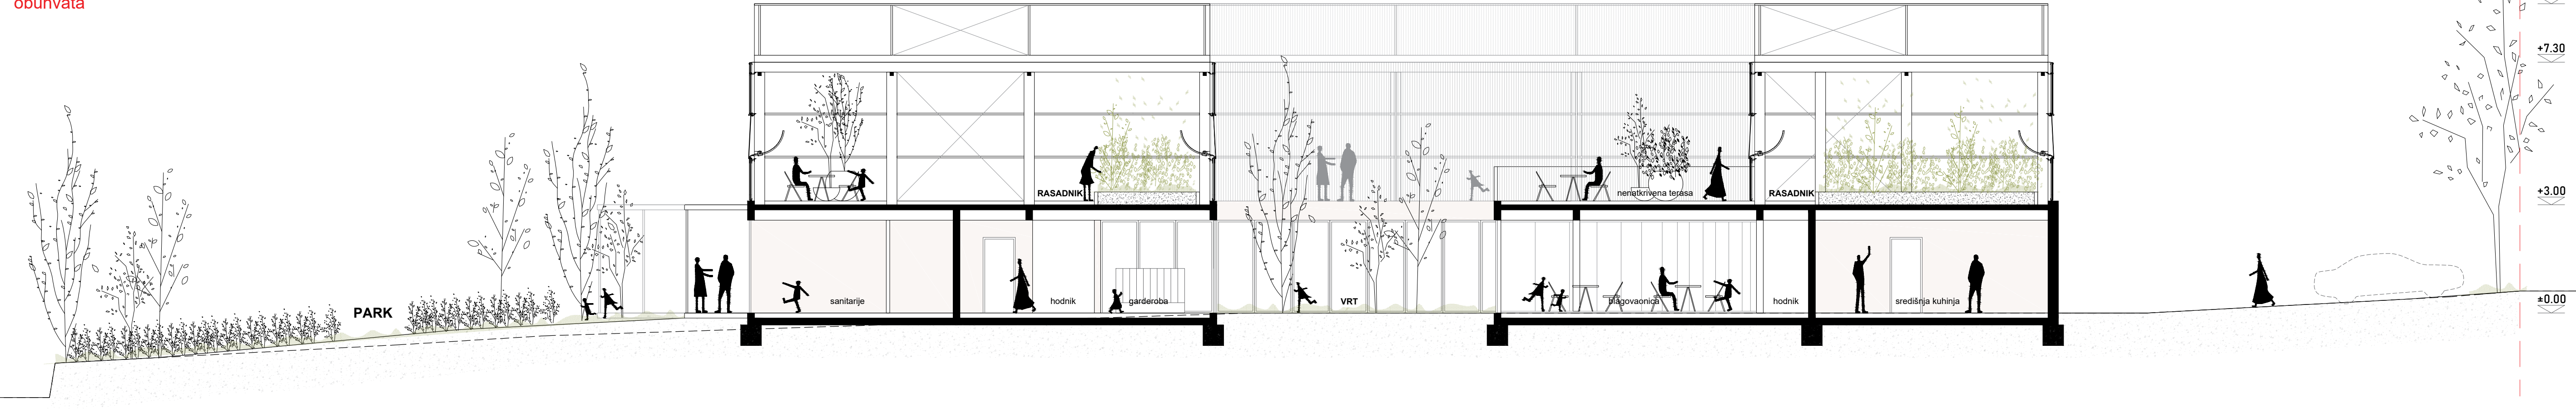 obuhvata
+7.30
RASADNIK
nenatkrivena terasa
RASADNIK
+3.00
PARK
sanitarije
hodnik
garderoba
VRT
blagovaonica
hodnik
središnja kuhinja
±0.00